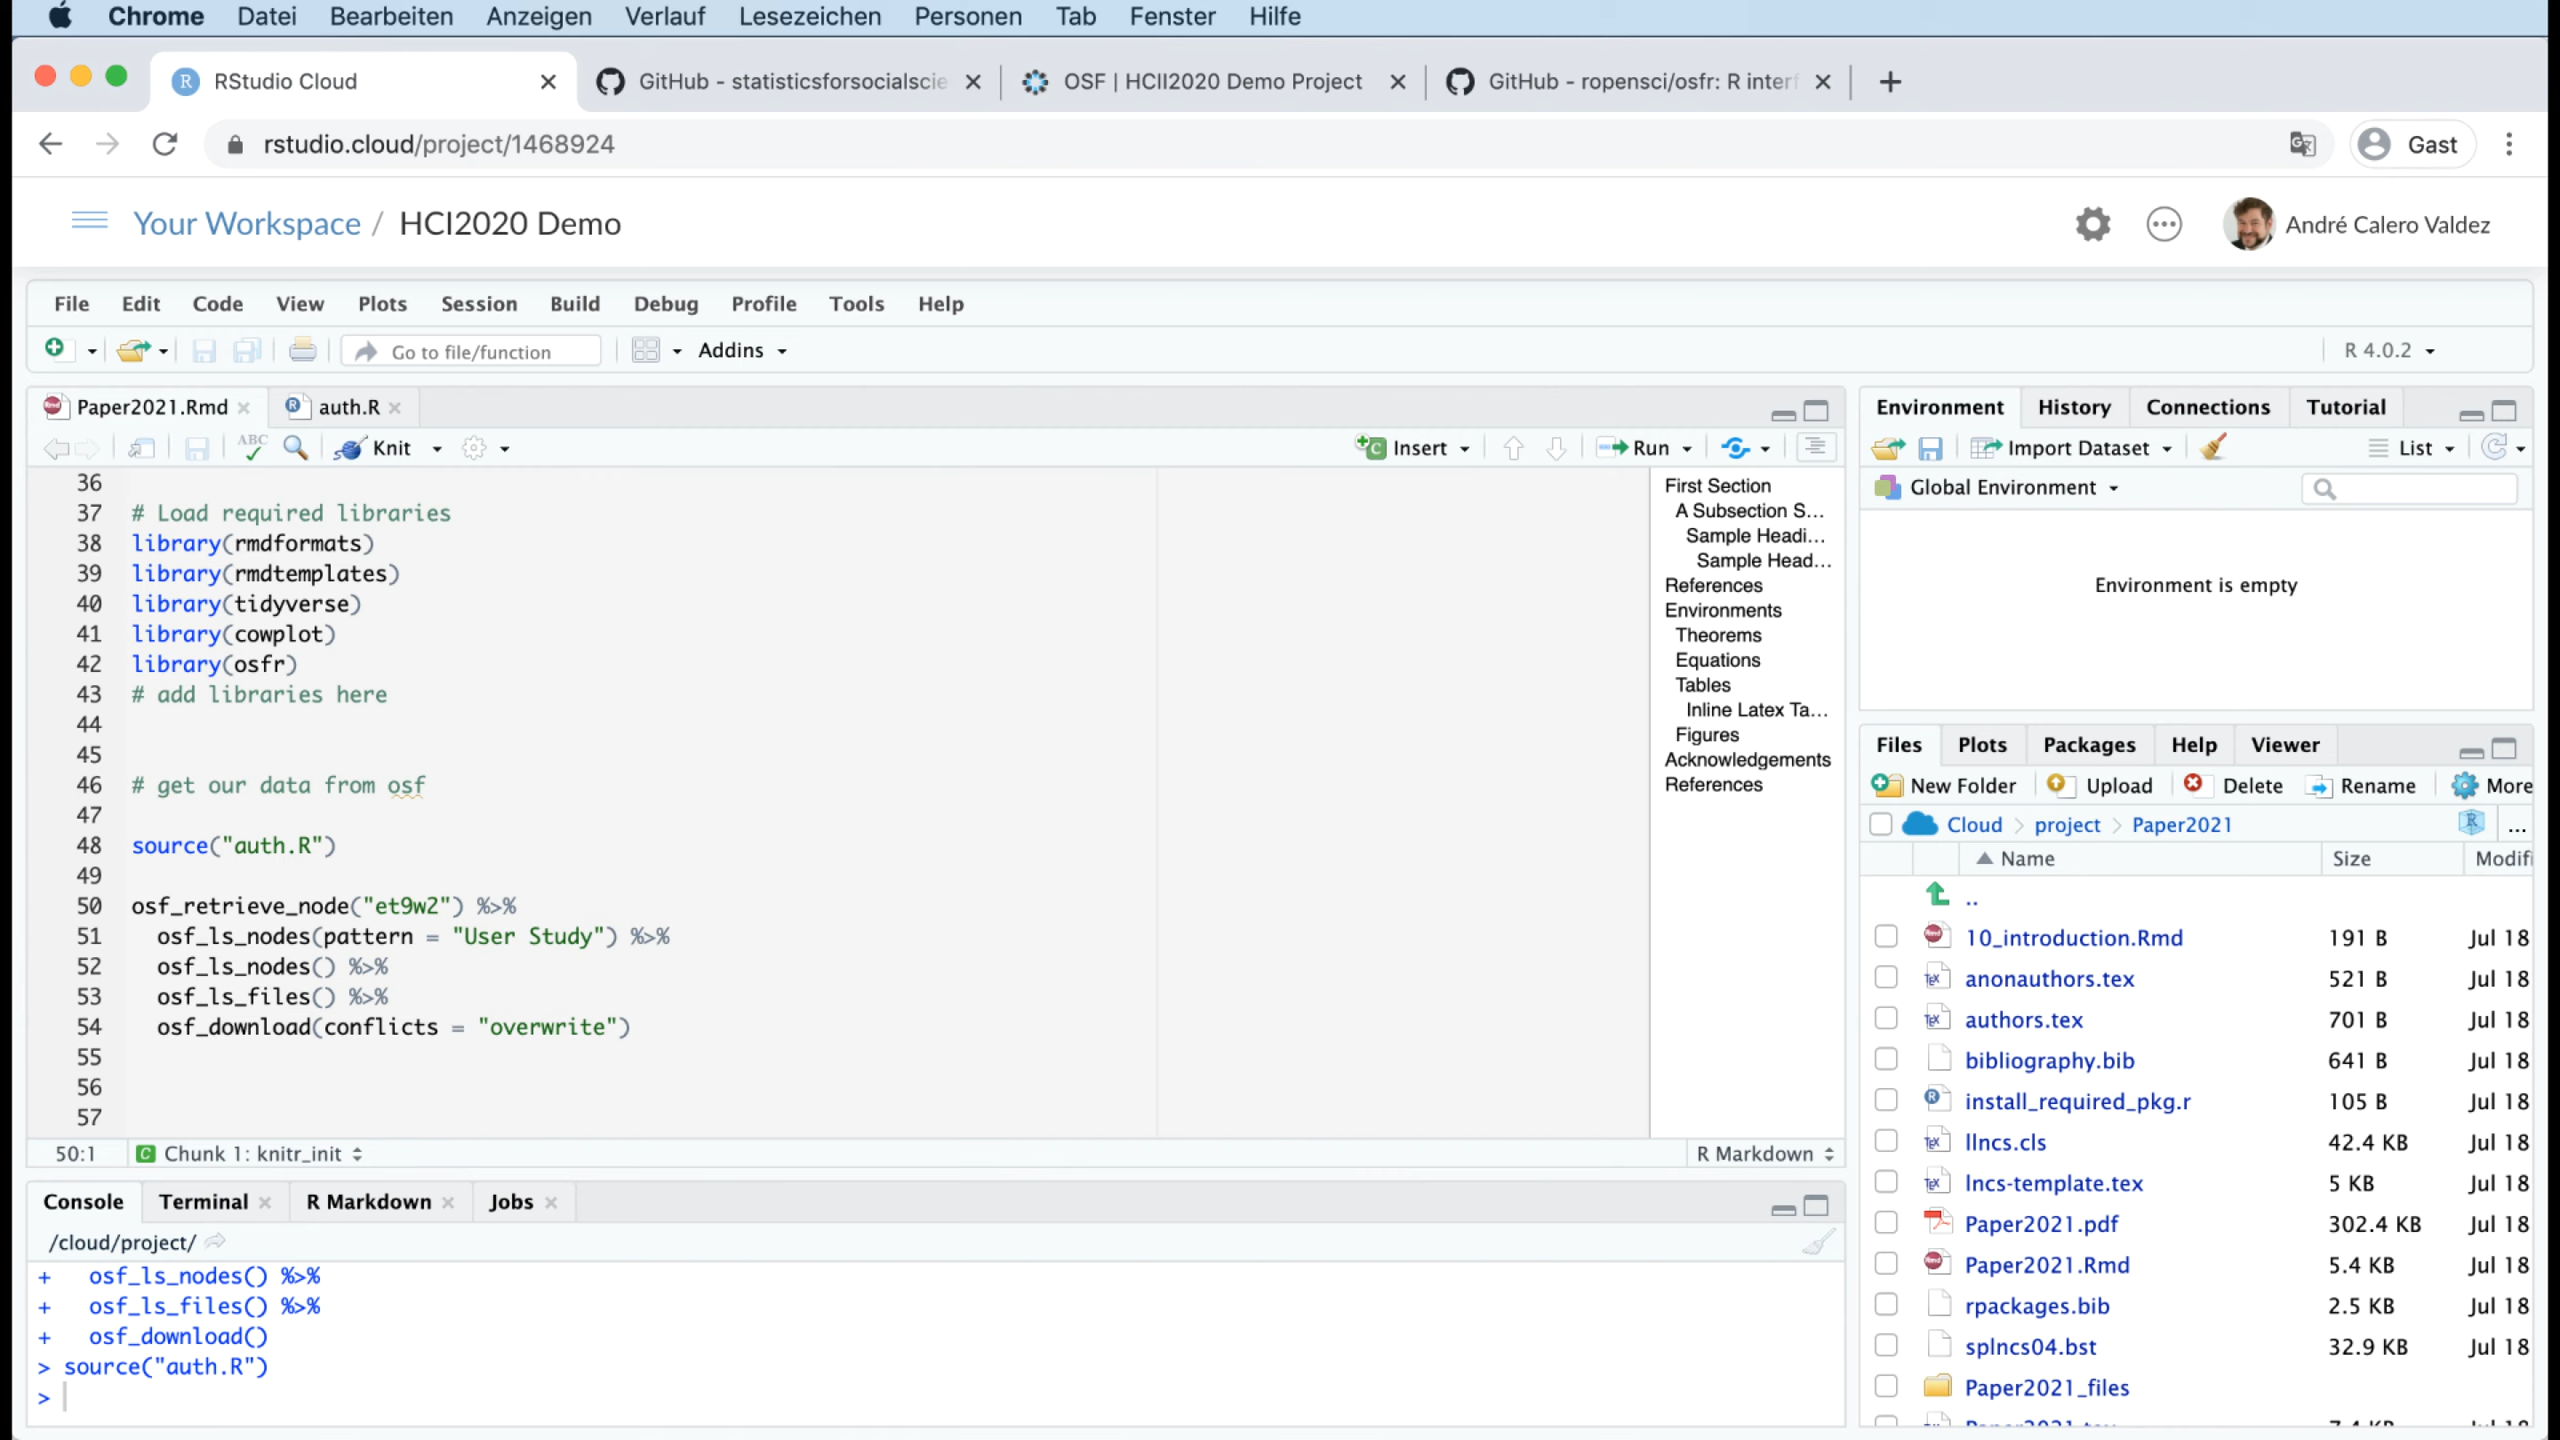 Chrome Datei Bearbeiten Anzeigen Verlauf Lesezeichen Personen Tab Fenster Hilfe
RStudio Cloud GitHub - statisticsforsocialscie OSF | HCII2020 Demo Project GitHub - ropensci/osfr: R interf
rstudio.cloud/project/1468924 Gast
Your Workspace / HCI2020 Demo André Calero Valdez
File Edit Code View Plots Session Build Debug Profile Tools Help
Go to file/function Addins R 4.0.2
Paper2021.Rmd auth.R
ABC Knit Insert Run
36
37 # Load required libraries
38 library(rmdformats)
39 library(rmdtemplates)
40 library(tidyverse)
41 library(cowplot)
42 library(osfr)
43 # add libraries here
44
45
46 # get our data from osf
47
48 source("auth.R")
49
50 osf_retrieve_node("et9w2") %>%
51 osf_ls_nodes(pattern = "User Study") %>%
52 osf_ls_nodes() %>%
53 osf_ls_files() %>%
54 osf_download(conflicts = "overwrite")
55
56
57
First Section
A Subsection S...
Sample Headi...
Sample Head...
References
Environments
Theorems
Equations
Tables
Inline Latex Ta...
Figures
Acknowledgements
References
50:1 Chunk 1: knitr_init R Markdown
Console Terminal R Markdown Jobs
/cloud/project/
+ osf_ls_nodes() %>%
+ osf_ls_files() %>%
+ osf_download()
> source("auth.R")
>
Environment History Connections Tutorial
Import Dataset List
Global Environment
Environment is empty
Files Plots Packages Help Viewer
New Folder Upload Delete Rename More
Cloud > project > Paper2021 ...
Name Size Modifi
..
10_introduction.Rmd 191 B Jul 18
anonauthors.tex 521 B Jul 18
authors.tex 701 B Jul 18
bibliography.bib 641 B Jul 18
install_required_pkg.r 105 B Jul 18
llncs.cls 42.4 KB Jul 18
lncs-template.tex 5 KB Jul 18
Paper2021.pdf 302.4 KB Jul 18
Paper2021.Rmd 5.4 KB Jul 18
rpackages.bib 2.5 KB Jul 18
splncs04.bst 32.9 KB Jul 18
Paper2021_files